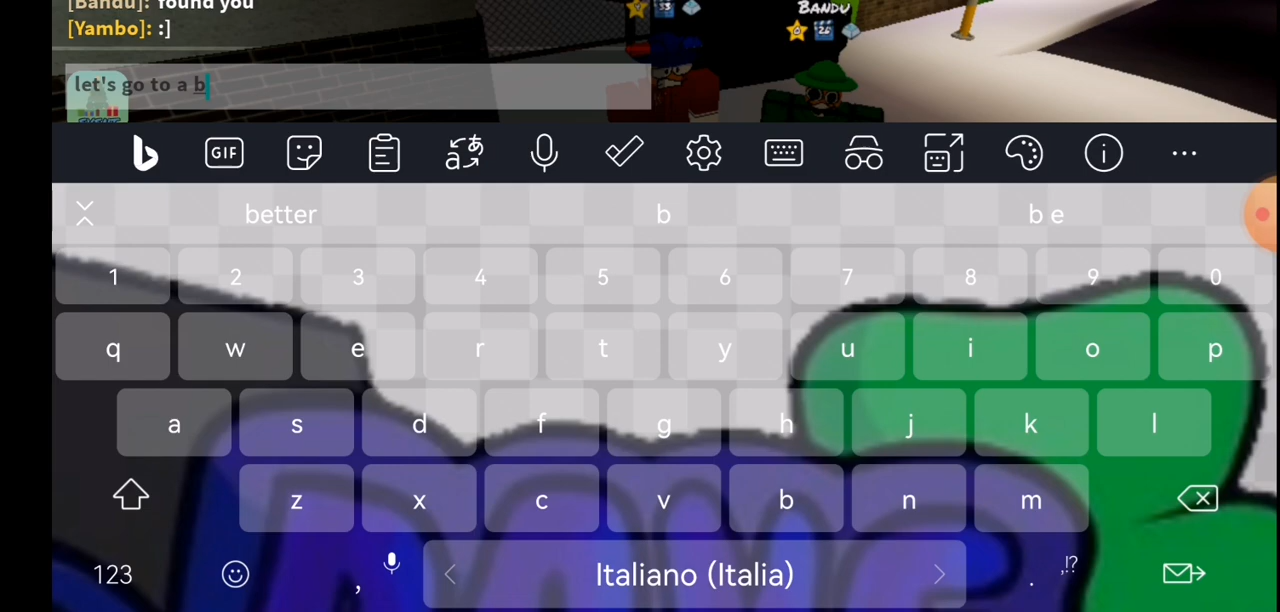 [Bandu]: found you
[Yambo]: :]
BANDU
let's go to a b
GIF
better b b e
1 2 3 4 5 6 7 8 9 0
q w e r t y u i o p
a s d f g h j k l
z x c v b n m
123 , Italiano (Italia) . ,!?